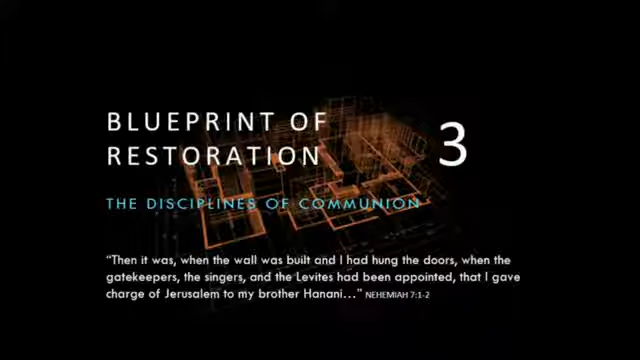 BLUEPRINT OF
RESTORATION
3
THE DISCIPLINES OF COMMUNION
“Then it was, when the wall was built and I had hung the doors, when the
gatekeepers, the singers, and the Levites had been appointed, that I gave
charge of Jerusalem to my brother Hanani…” NEHEMIAH 7:1-2